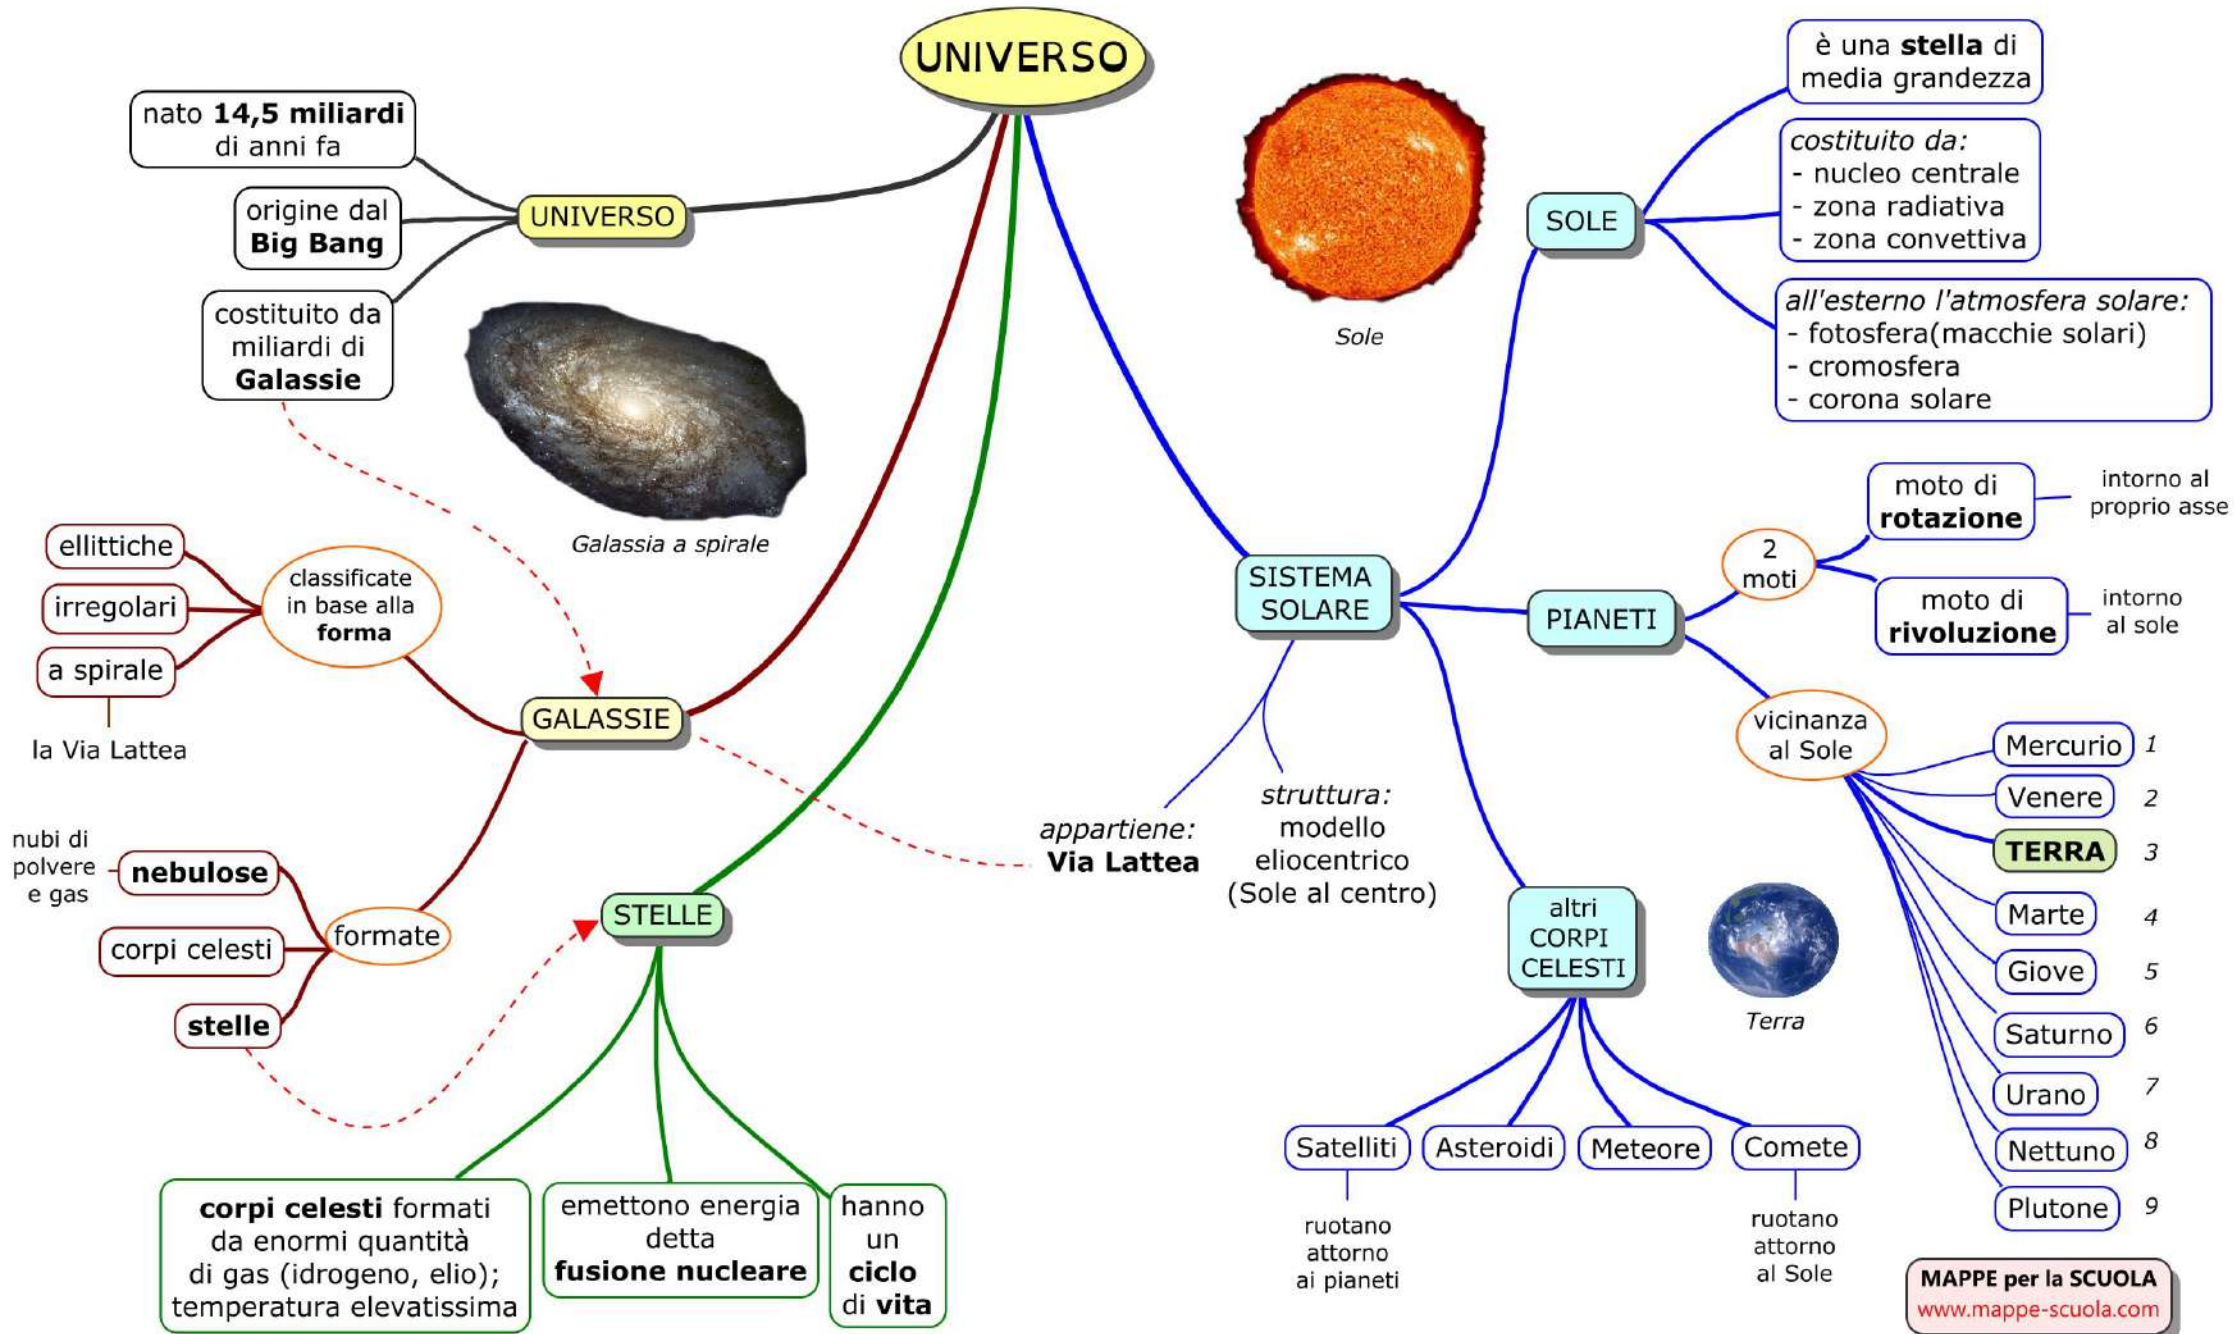 UNIVERSO
nato 14,5 miliardi
di anni fa
origine dal
Big Bang
costituito da
miliardi di
Galassie
UNIVERSO
Galassia a spirale
ellittiche
irregolari
a spirale
la Via Lattea
classificate
in base alla
forma
GALASSIE
nubi di
polvere
e gas
nebulose
corpi celesti
stelle
formate
STELLE
corpi celesti formati
da enormi quantità
di gas (idrogeno, elio);
temperatura elevatissima
emettono energia
detta
fusione nucleare
hanno
un
ciclo
di vita
SISTEMA
SOLARE
appartiene:
Via Lattea
struttura:
modello
eliocentrico
(Sole al centro)
Sole
SOLE
è una stella di
media grandezza
costituito da:
- nucleo centrale
- zona radiativa
- zona convettiva
all'esterno l'atmosfera solare:
- fotosfera(macchie solari)
- cromosfera
- corona solare
PIANETI
2
moti
moto di
rotazione
intorno al
proprio asse
moto di
rivoluzione
intorno
al sole
vicinanza
al Sole
Mercurio 1
Venere 2
TERRA 3
Marte 4
Giove 5
Saturno 6
Urano 7
Nettuno 8
Plutone 9
Terra
altri
CORPI
CELESTI
Satelliti
ruotano
attorno
ai pianeti
Asteroidi
Meteore
Comete
ruotano
attorno
al Sole
MAPPE per la SCUOLA
www.mappe-scuola.com